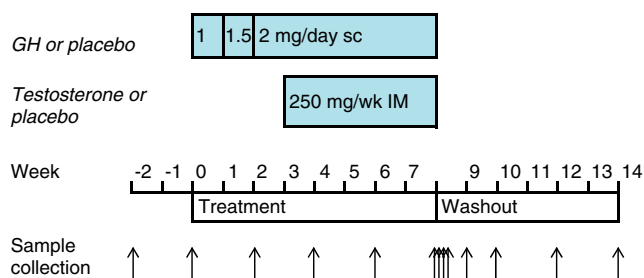 GH or placebo
1 1.5 2 mg/day sc
Testosterone or
placebo
250 mg/wk IM
Week
-2 -1 0 1 2 3 4 5 6 7 9 10 11 12 13 14
Treatment Washout
Sample
collection